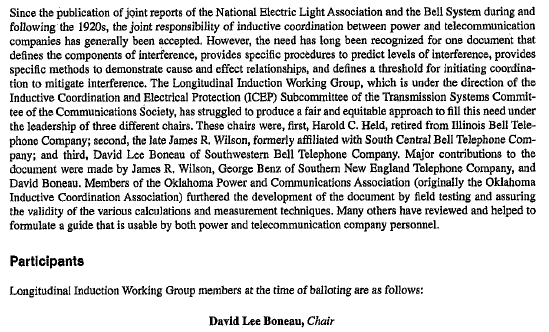 Since the publication of joint reports of the National Electric Light Association and the Bell System during and
following the 1920s, the joint responsibility of inductive coordination between power and telecommunication
companies has generally been accepted. However, the need has long been recognized for one document that
defines the components of interference, provides specific procedures to predict levels of interference, provides
specific methods to demonstrate cause and effect relationships, and defines a threshold for initiating coordina-
tion to mitigate interference. The Longitudinal Induction Working Group, which is under the direction of the
Inductive Coordination and Electrical Protection (ICEP) Subcommittee of the Transmission Systems Commit-
tee of the Communications Society, has struggled to produce a fair and equitable approach to fill this need under
the leadership of three different chairs. These chairs were, first, Harold C. Held, retired from Illinois Bell Tele-
phone Company; second, the late James R. Wilson, formerly affiliated with South Central Bell Telephone Com-
pany; and third, David Lee Boneau of Southwestern Bell Telephone Company. Major contributions to the
document were made by James R. Wilson, George Benz of Southern New England Telephone Company, and
David Boneau. Members of the Oklahoma Power and Communications Association (originally the Oklahoma
Inductive Coordination Association) furthered the development of the document by field testing and assuring
the validity of the various calculations and measurement techniques. Many others have reviewed and helped to
formulate a guide that is usable by both power and telecommunication company personnel.
Participants
Longitudinal Induction Working Group members at the time of balloting are as follows:
David Lee Boneau, Chair